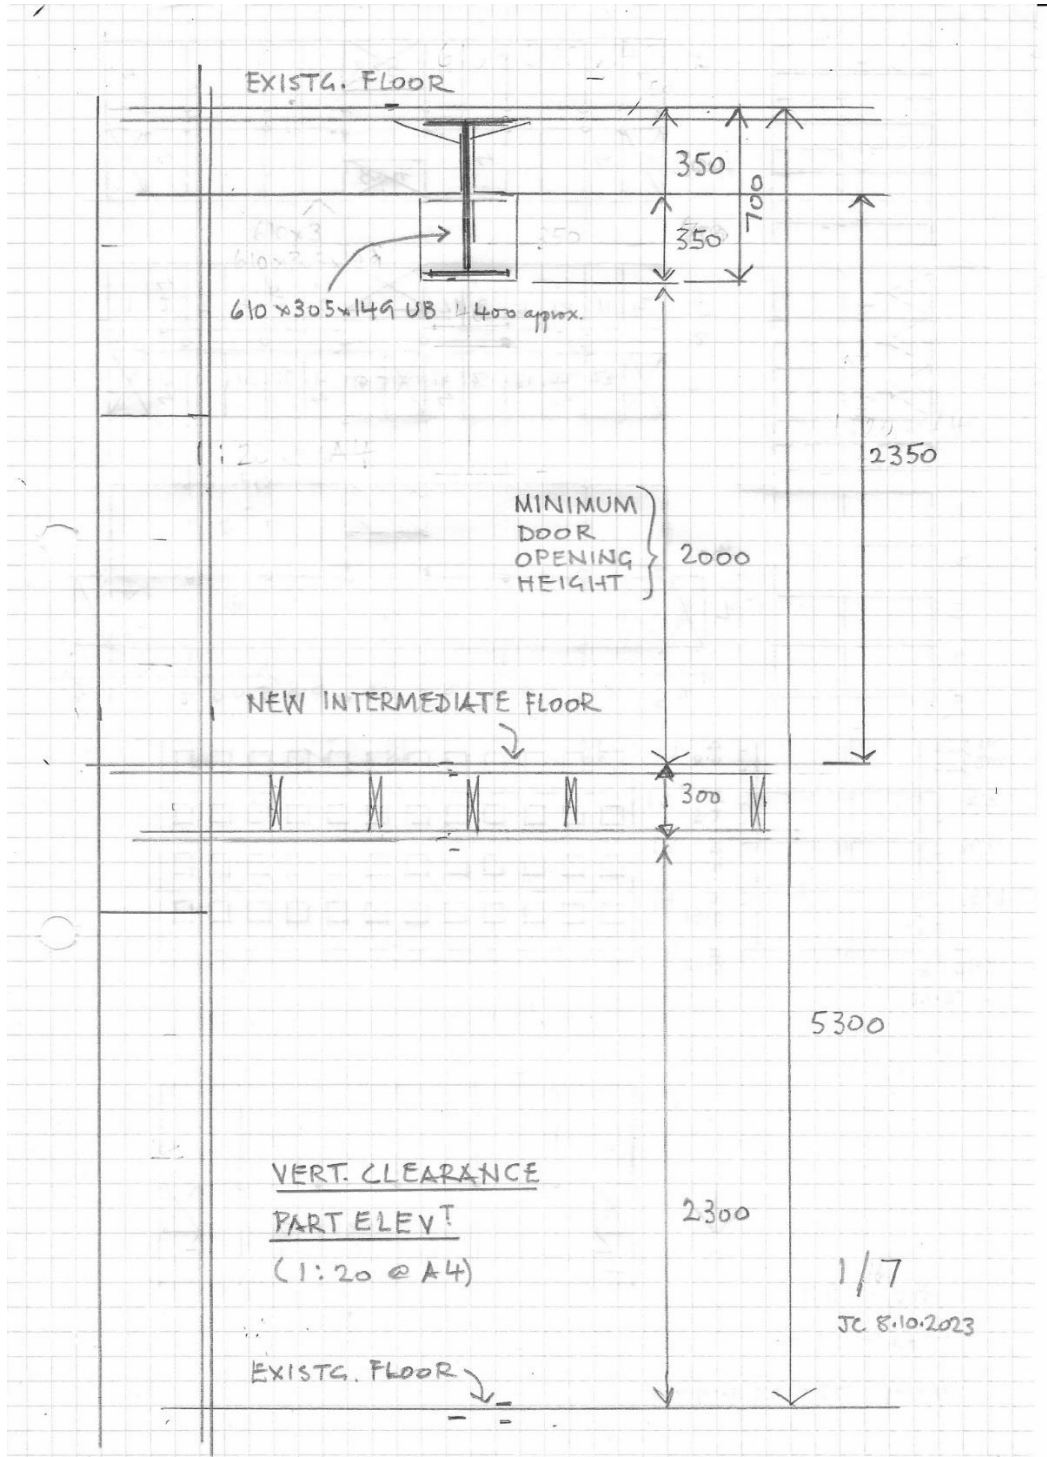 EXISTG. FLOOR
350
700
350
610x305x149 UB
400 approx.
2350
MINIMUM
DOOR
OPENING
HEIGHT
2000
NEW INTERMEDIATE FLOOR
300
5300
VERT. CLEARANCE
PART ELEVT
(1:20 @ A4)
2300
1/7
JC 8.10.2023
EXISTG. FLOOR